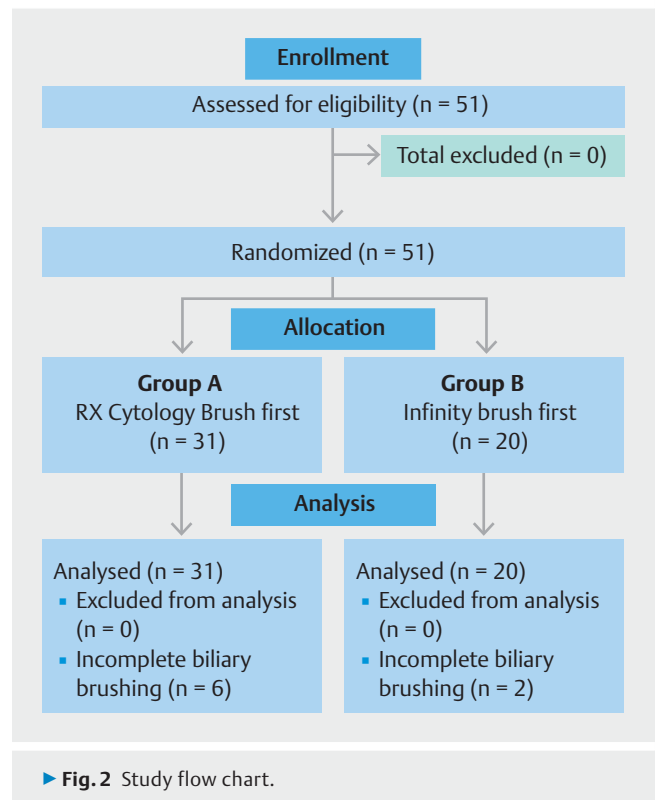 Enrollment
Assessed for eligibility (n = 51)
Total excluded (n = 0)
Randomized (n = 51)
Allocation
Group A
RX Cytology Brush first
(n = 31)
Group B
Infinity brush first
(n = 20)
Analysis
Analysed (n = 31)
▪ Excluded from analysis
(n = 0)
▪ Incomplete biliary
brushing (n = 6)
Analysed (n = 20)
▪ Excluded from analysis
(n = 0)
▪ Incomplete biliary
brushing (n = 2)
▶ Fig. 2 Study flow chart.